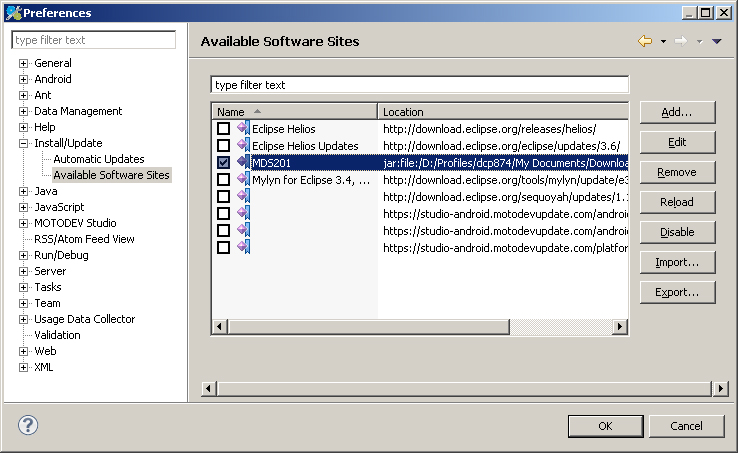 Preferences
type filter text
General
Android
Ant
Data Management
Help
Install/Update
Automatic Updates
Available Software Sites
Java
JavaScript
MOTODEV Studio
RSS/Atom Feed View
Run/Debug
Server
Tasks
Team
Usage Data Collector
Validation
Web
XML
Available Software Sites
type filter text
Name Location
Eclipse Helios http://download.eclipse.org/releases/helios/
Eclipse Helios Updates http://download.eclipse.org/eclipse/updates/3.6/
MDS201 jar:file:/D:/Profiles/dcp874/My Documents/Downloa
Mylyn for Eclipse 3.4, ... http://download.eclipse.org/tools/mylyn/update/e3
http://download.eclipse.org/sequoyah/updates/1.
https://studio-android.motodevupdate.com/android
https://studio-android.motodevupdate.com/android
https://studio-android.motodevupdate.com/platfor
Add...
Edit
Remove
Reload
Disable
Import...
Export...
?
OK
Cancel